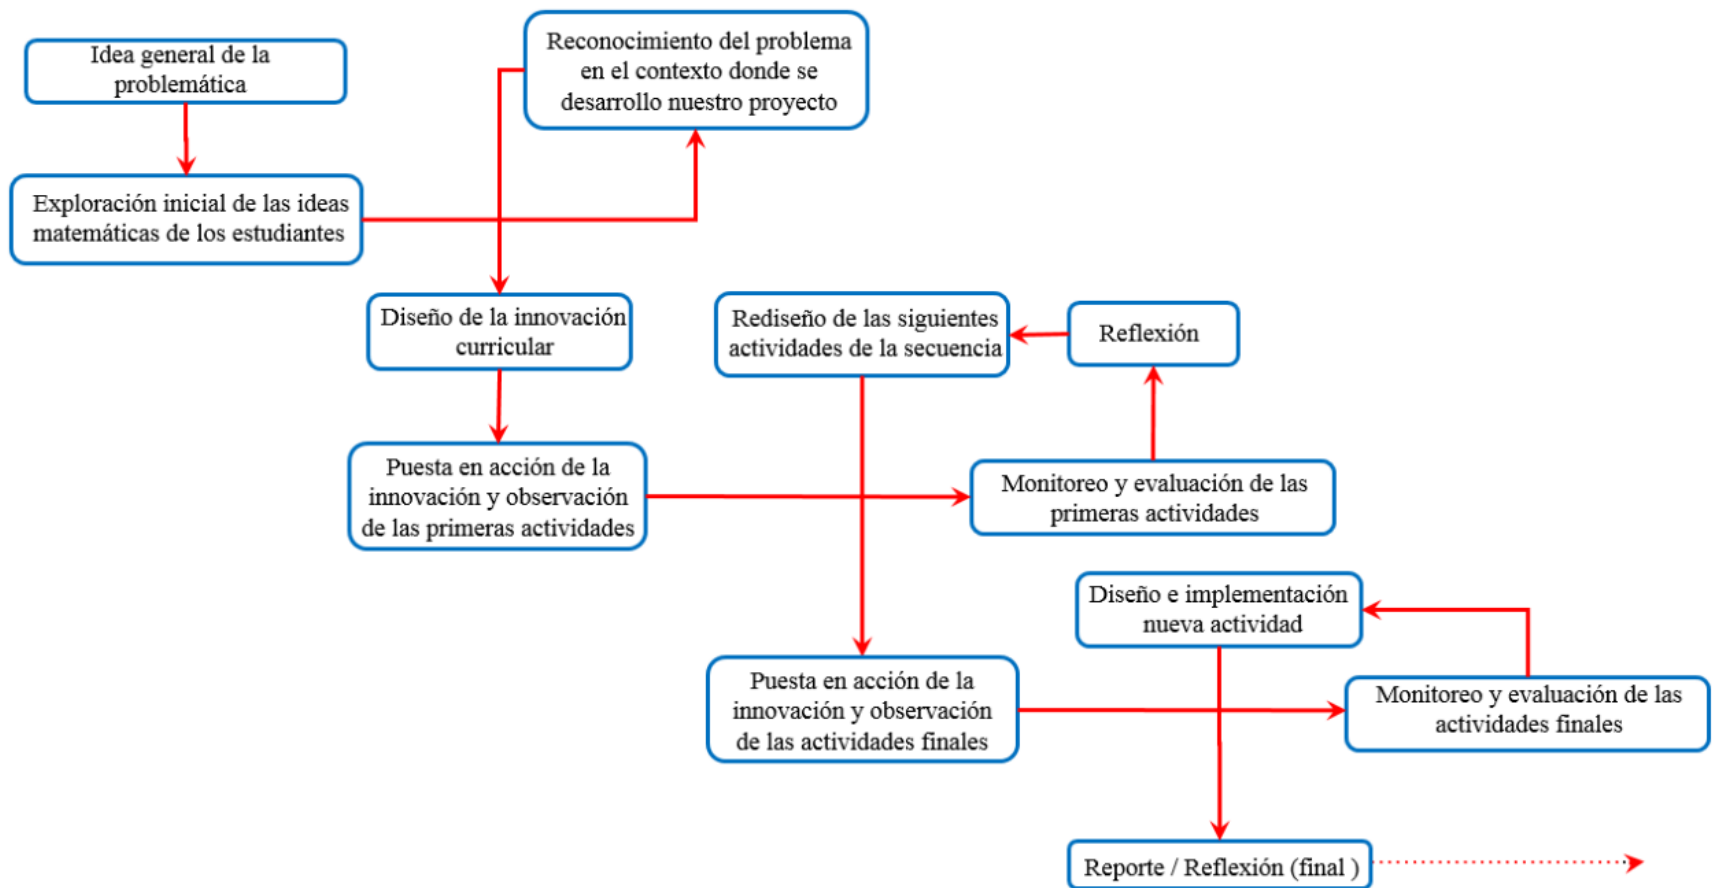 Idea general de la
problemática
Reconocimiento del problema
en el contexto donde se
desarrollo nuestro proyecto
Exploración inicial de las ideas
matemáticas de los estudiantes
Diseño de la innovación
curricular
Rediseño de las siguientes
actividades de la secuencia
Reflexión
Puesta en acción de la
innovación y observación
de las primeras actividades
Monitoreo y evaluación de las
primeras actividades
Diseño e implementación
nueva actividad
Puesta en acción de la
innovación y observación
de las actividades finales
Monitoreo y evaluación de las
actividades finales
Reporte / Reflexión (final )